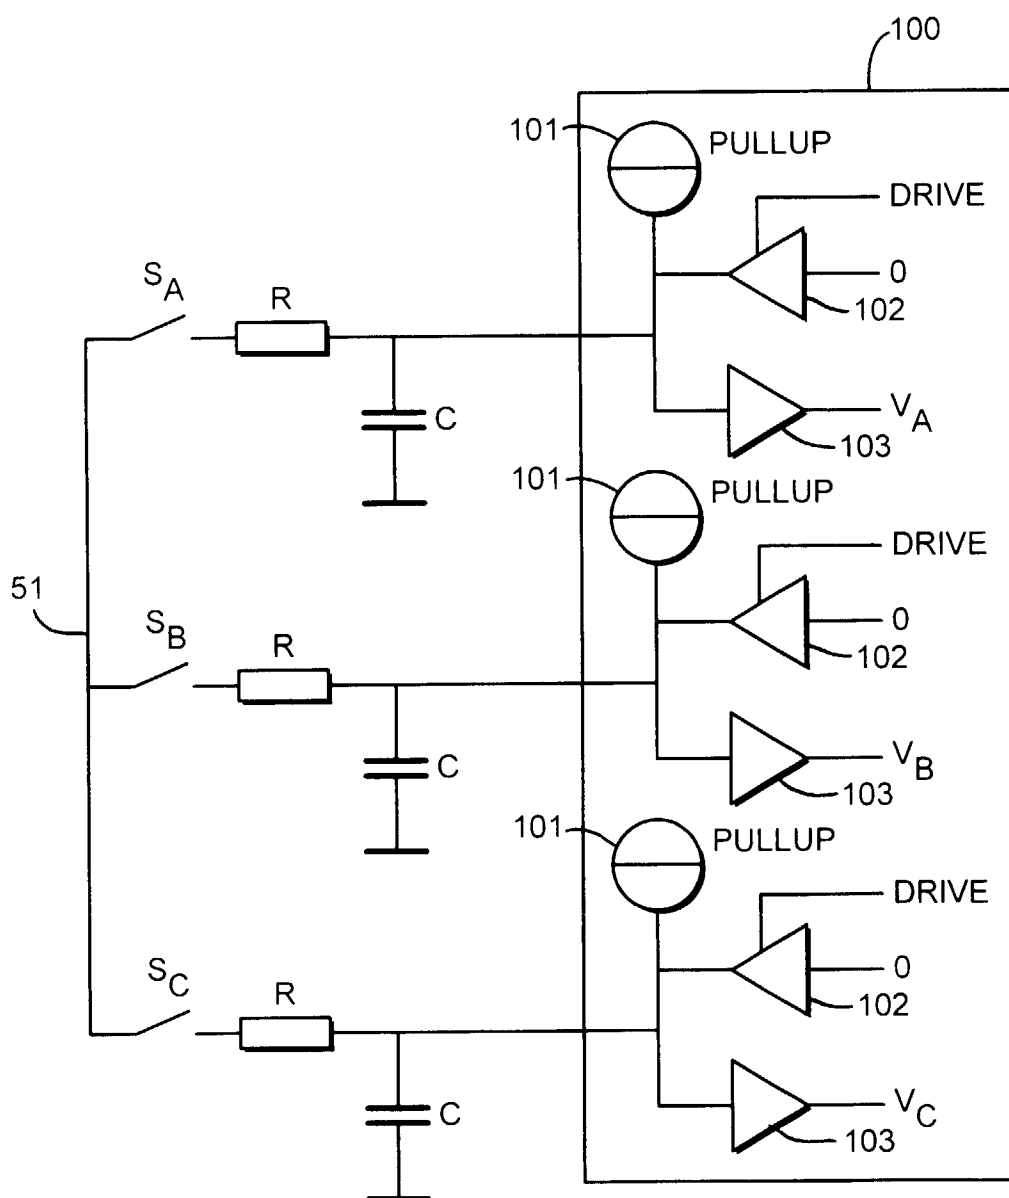 100
101
PULLUP
DRIVE
0
102
S_A
R
C
V_A
103
101
PULLUP
DRIVE
51
0
102
S_B
R
C
V_B
103
101
PULLUP
DRIVE
0
102
S_C
R
C
V_C
103